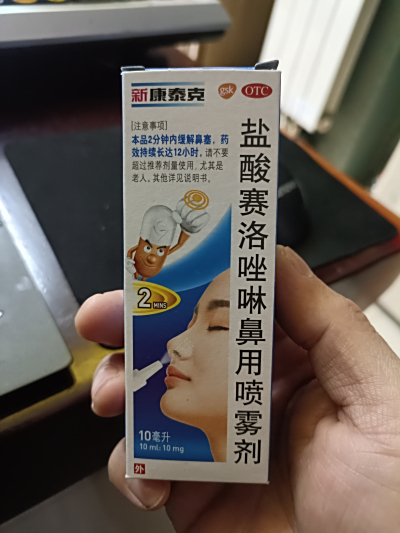 新康泰克
gsk
OTC
[注意事项]
本品2分钟内缓解鼻塞，药
效持续长达12小时。请不要
超过推荐剂量使用，尤其是
老人。其他详见说明书。
盐酸赛洛唑啉鼻用喷雾剂
2
MINS
10毫升
10 ml: 10 mg
外